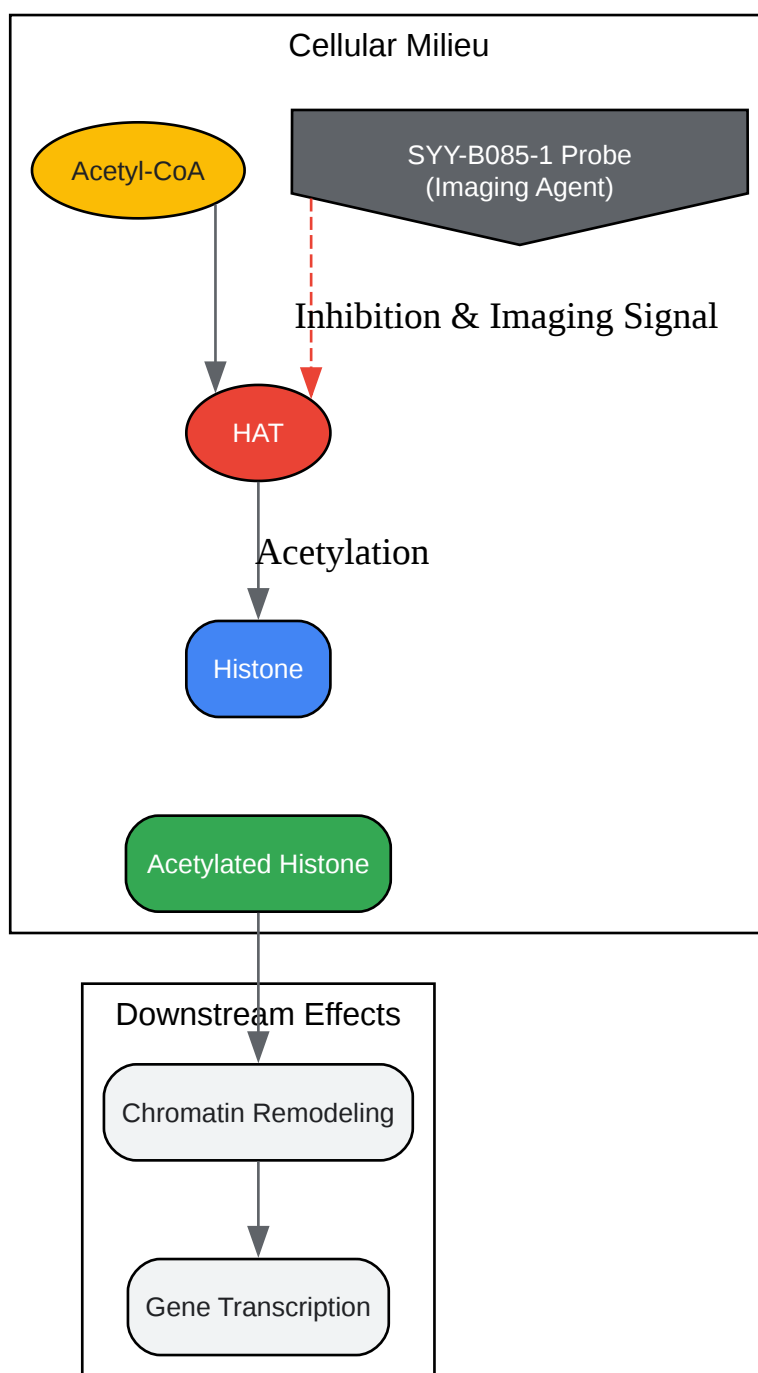 Cellular Milieu
Acetyl-CoA
SYY-B085-1 Probe
(Imaging Agent)
Inhibition & Imaging Signal
HAT
Acetylation
Histone
Acetylated Histone
Downstream Effects
Chromatin Remodeling
Gene Transcription